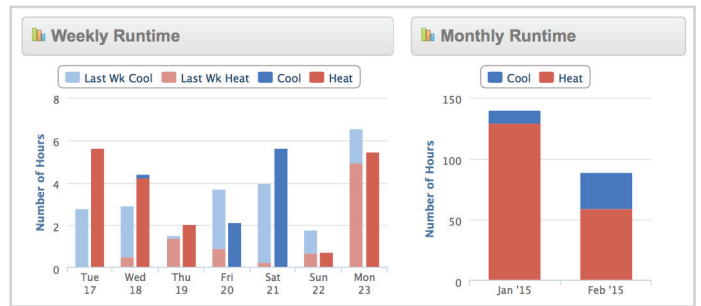 Weekly Runtime
Last Wk Cool Last Wk Heat Cool Heat
Number of Hours
8
6
4
2
0
Tue Wed Thu Fri Sat Sun Mon
17 18 19 20 21 22 23
Monthly Runtime
Cool Heat
Number of Hours
150
100
50
0
Jan '15 Feb '15